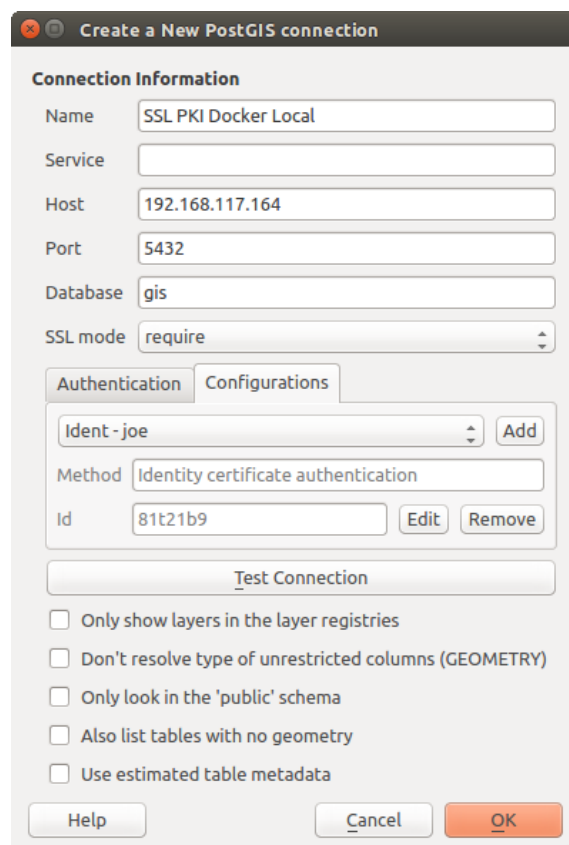 Create a New PostGIS connection
Connection Information
Name SSL PKI Docker Local
Service
Host 192.168.117.164
Port 5432
Database gis
SSL mode require
Authentication Configurations
Ident - joe Add
Method Identity certificate authentication
Id 81t21b9 Edit Remove
Test Connection
Only show layers in the layer registries
Don't resolve type of unrestricted columns (GEOMETRY)
Only look in the 'public' schema
Also list tables with no geometry
Use estimated table metadata
Help Cancel OK